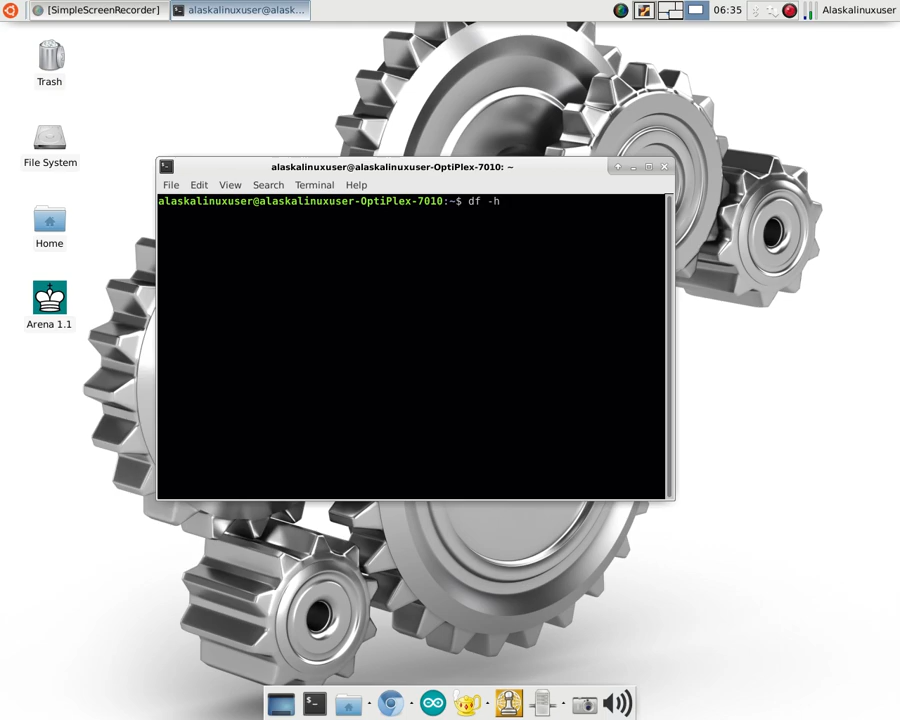 [SimpleScreenRecorder]
alaskalinuxuser@alask...
06:35
Alaskalinuxuser
Trash
File System
Home
Arena 1.1
alaskalinuxuser@alaskalinuxuser-OptiPlex-7010: ~
File Edit View Search Terminal Help
alaskalinuxuser@alaskalinuxuser-OptiPlex-7010:~$ df -h